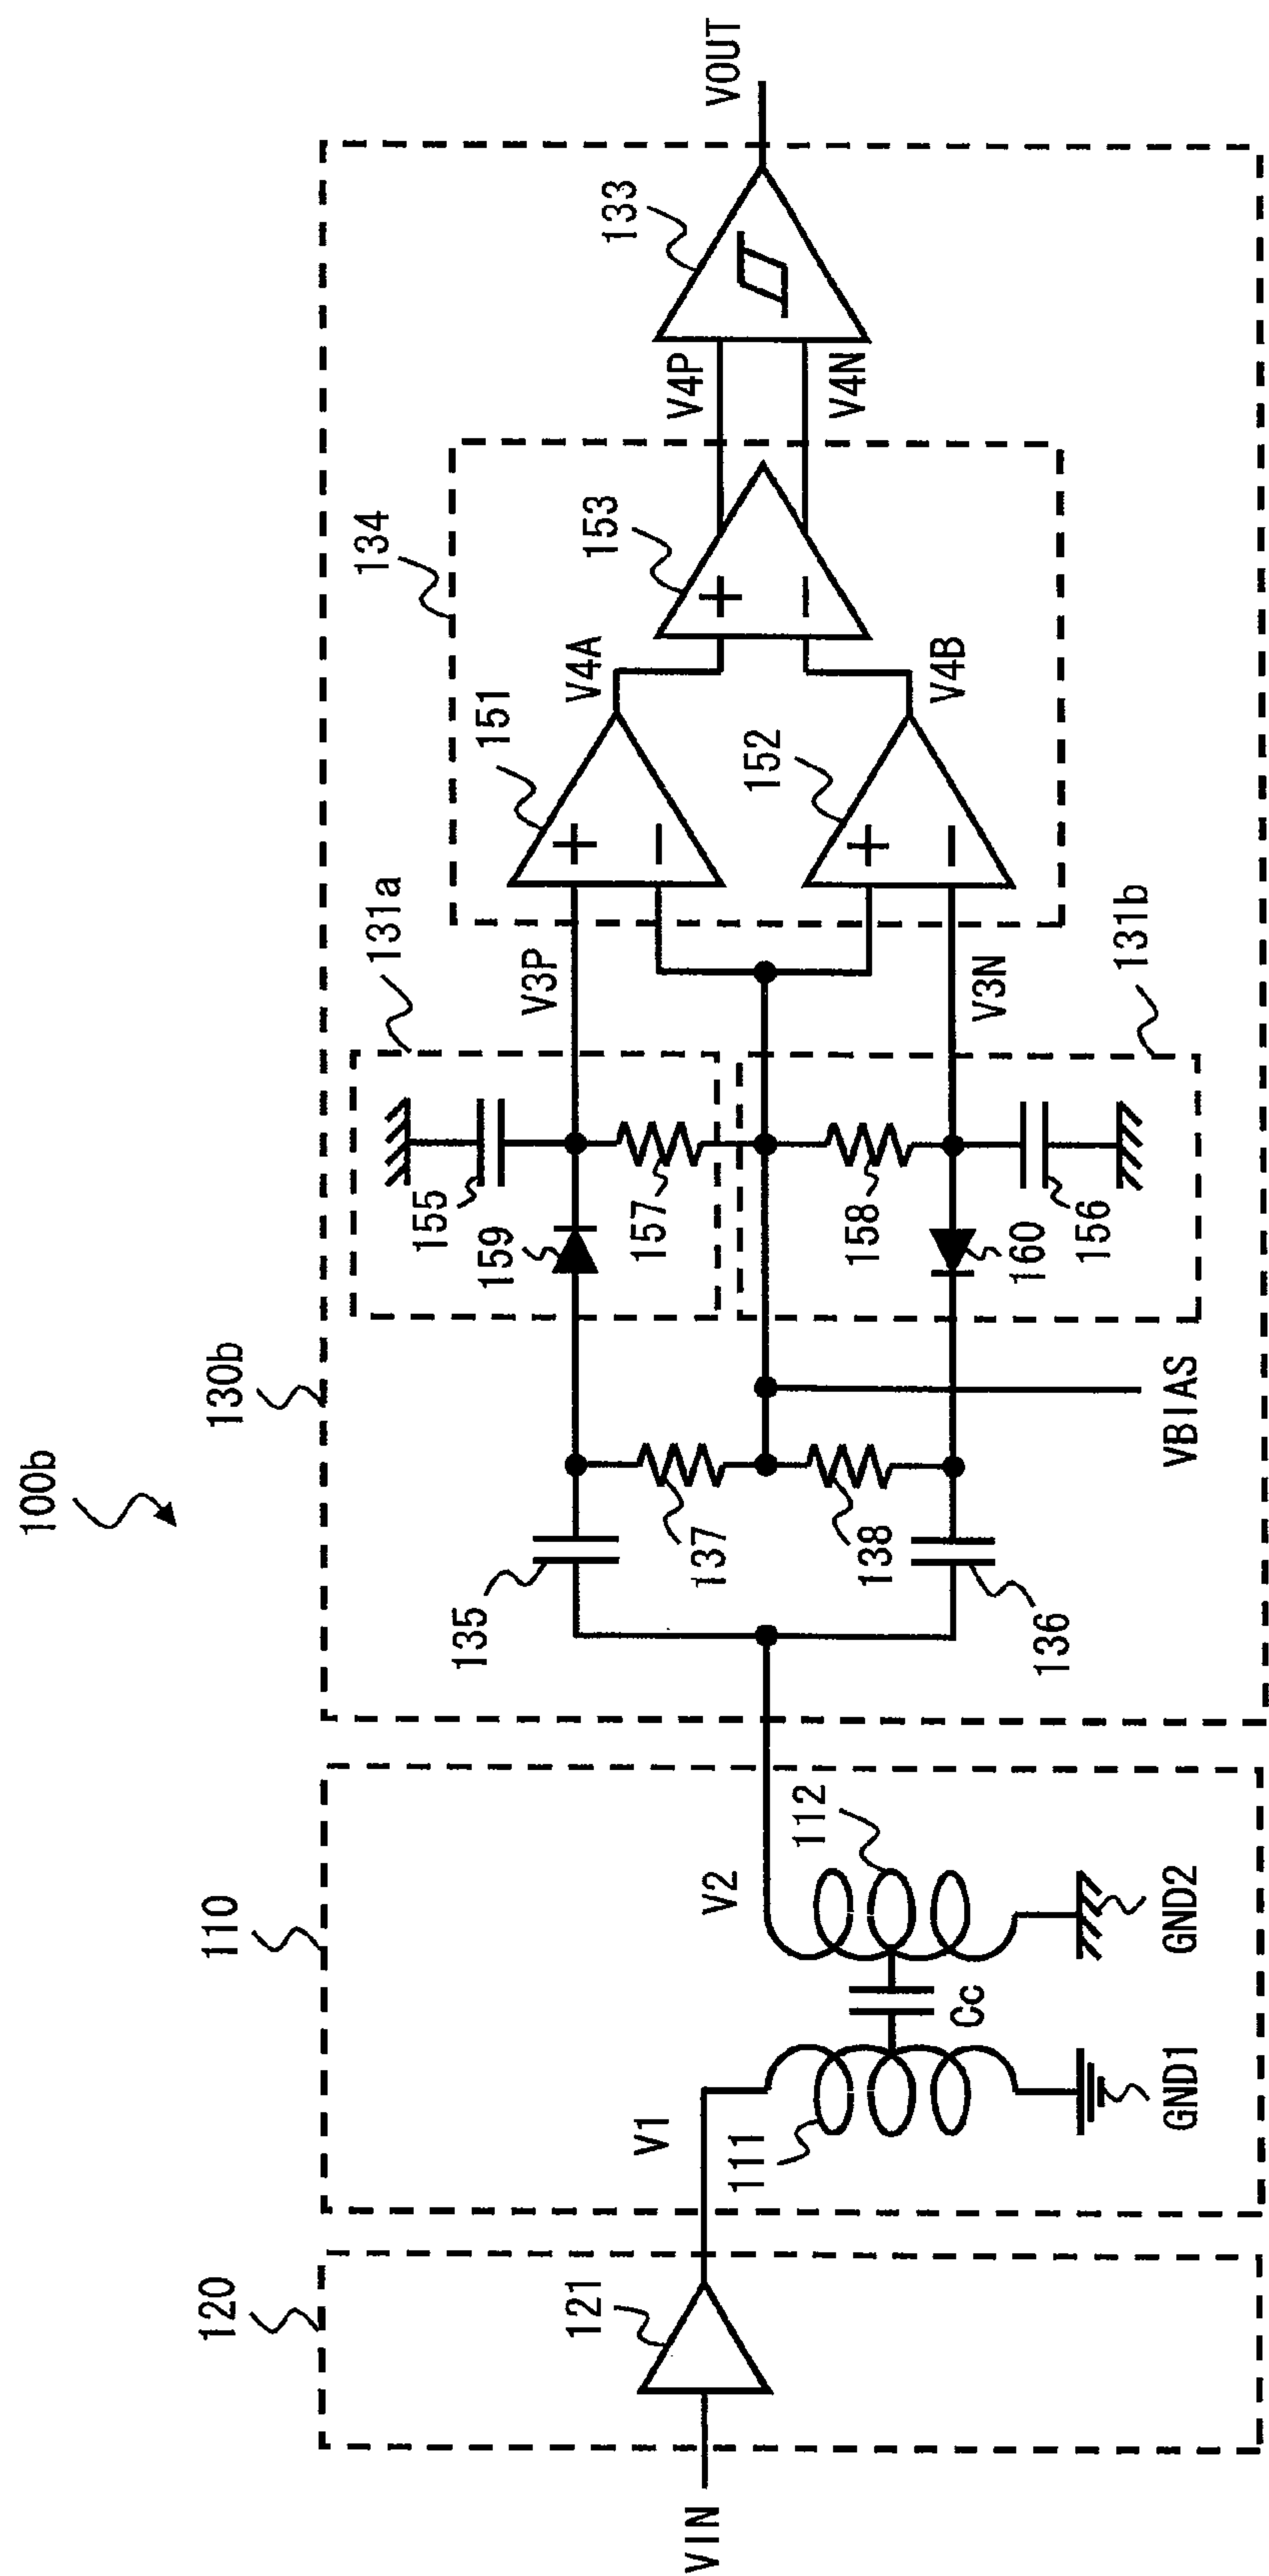 100b
120
110
130b
VIN
121
V1
111
GND1
Cc
V2
112
GND2
135
136
137
138
VBIAS
131a
155
159
157
158
160
156
131b
V3P
V3N
134
151
152
V4A
V4B
153
V4P
V4N
133
VOUT